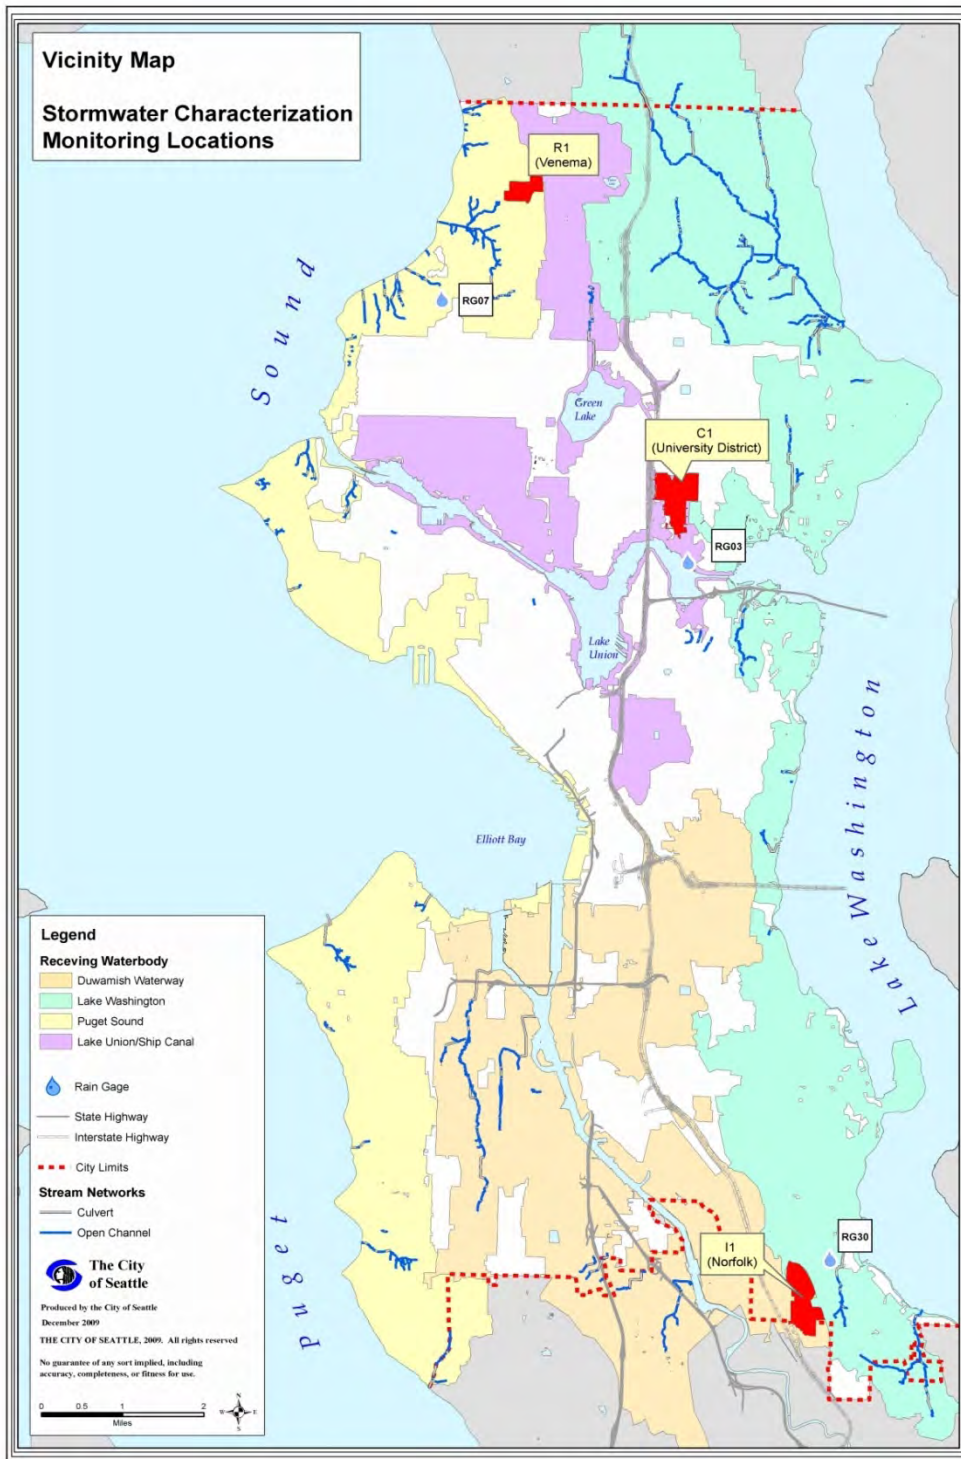 Vicinity Map
Stormwater Characterization
Monitoring Locations
R1
(Venema)
RG07
Sound
Green
Lake
C1
(University District)
RG03
Lake
Union
Lake Washington
Elliott Bay
Legend
Receving Waterbody
Duwamish Waterway
Lake Washington
Puget Sound
Lake Union/Ship Canal
Rain Gage
State Highway
Interstate Highway
City Limits
Stream Networks
Culvert
Open Channel
The City
of Seattle
Produced by the City of Seattle
December 2009
THE CITY OF SEATTLE, 2009. All rights reserved
No guarantee of any sort implied, including
accuracy, completeness, or fitness for use.
0 0.5 1 2
Miles
N
W E
S
Puget
I1
(Norfolk)
RG30